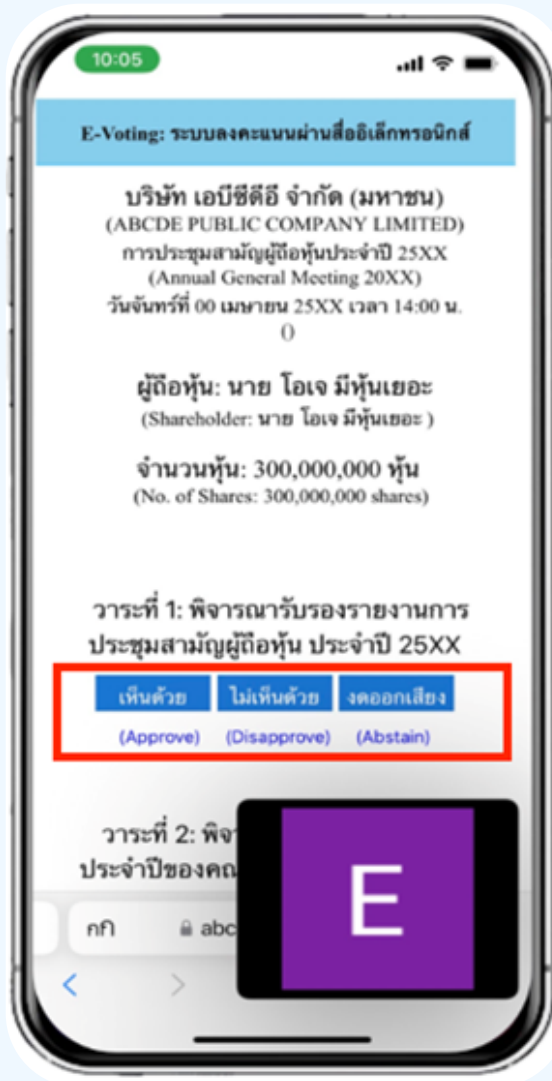 10:05
E-Voting: ระบบลงคะแนนผ่านสื่ออิเล็กทรอนิกส์
บริษัท เอบีซีดีอี จำกัด (มหาชน)
(ABCDE PUBLIC COMPANY LIMITED)
การประชุมสามัญผู้ถือหุ้นประจำปี 25XX
(Annual General Meeting 20XX)
วันจันทร์ที่ 00 เมษายน 25XX เวลา 14:00 น.
()
ผู้ถือหุ้น: นาย โอเจ มีหุ้นเยอะ
(Shareholder: นาย โอเจ มีหุ้นเยอะ )
จำนวนหุ้น: 300,000,000 หุ้น
(No. of Shares: 300,000,000 shares)
วาระที่ 1: พิจารณารับรองรายงานการ
ประชุมสามัญผู้ถือหุ้น ประจำปี 25XX
เห็นด้วย ไม่เห็นด้วย งดออกเสียง
(Approve) (Disapprove) (Abstain)
วาระที่ 2:
ประจำปีของ
E
กกิ abc